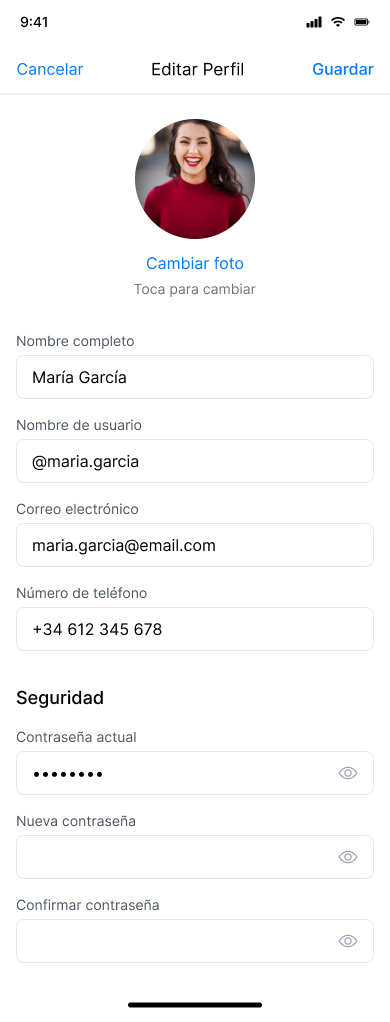 9:41
Cancelar Editar Perfil Guardar
Cambiar foto
Toca para cambiar
Nombre completo
María García
Nombre de usuario
@maria.garcia
Correo electrónico
maria.garcia@email.com
Número de teléfono
+34 612 345 678
Seguridad
Contraseña actual
••••••••
Nueva contraseña
Confirmar contraseña